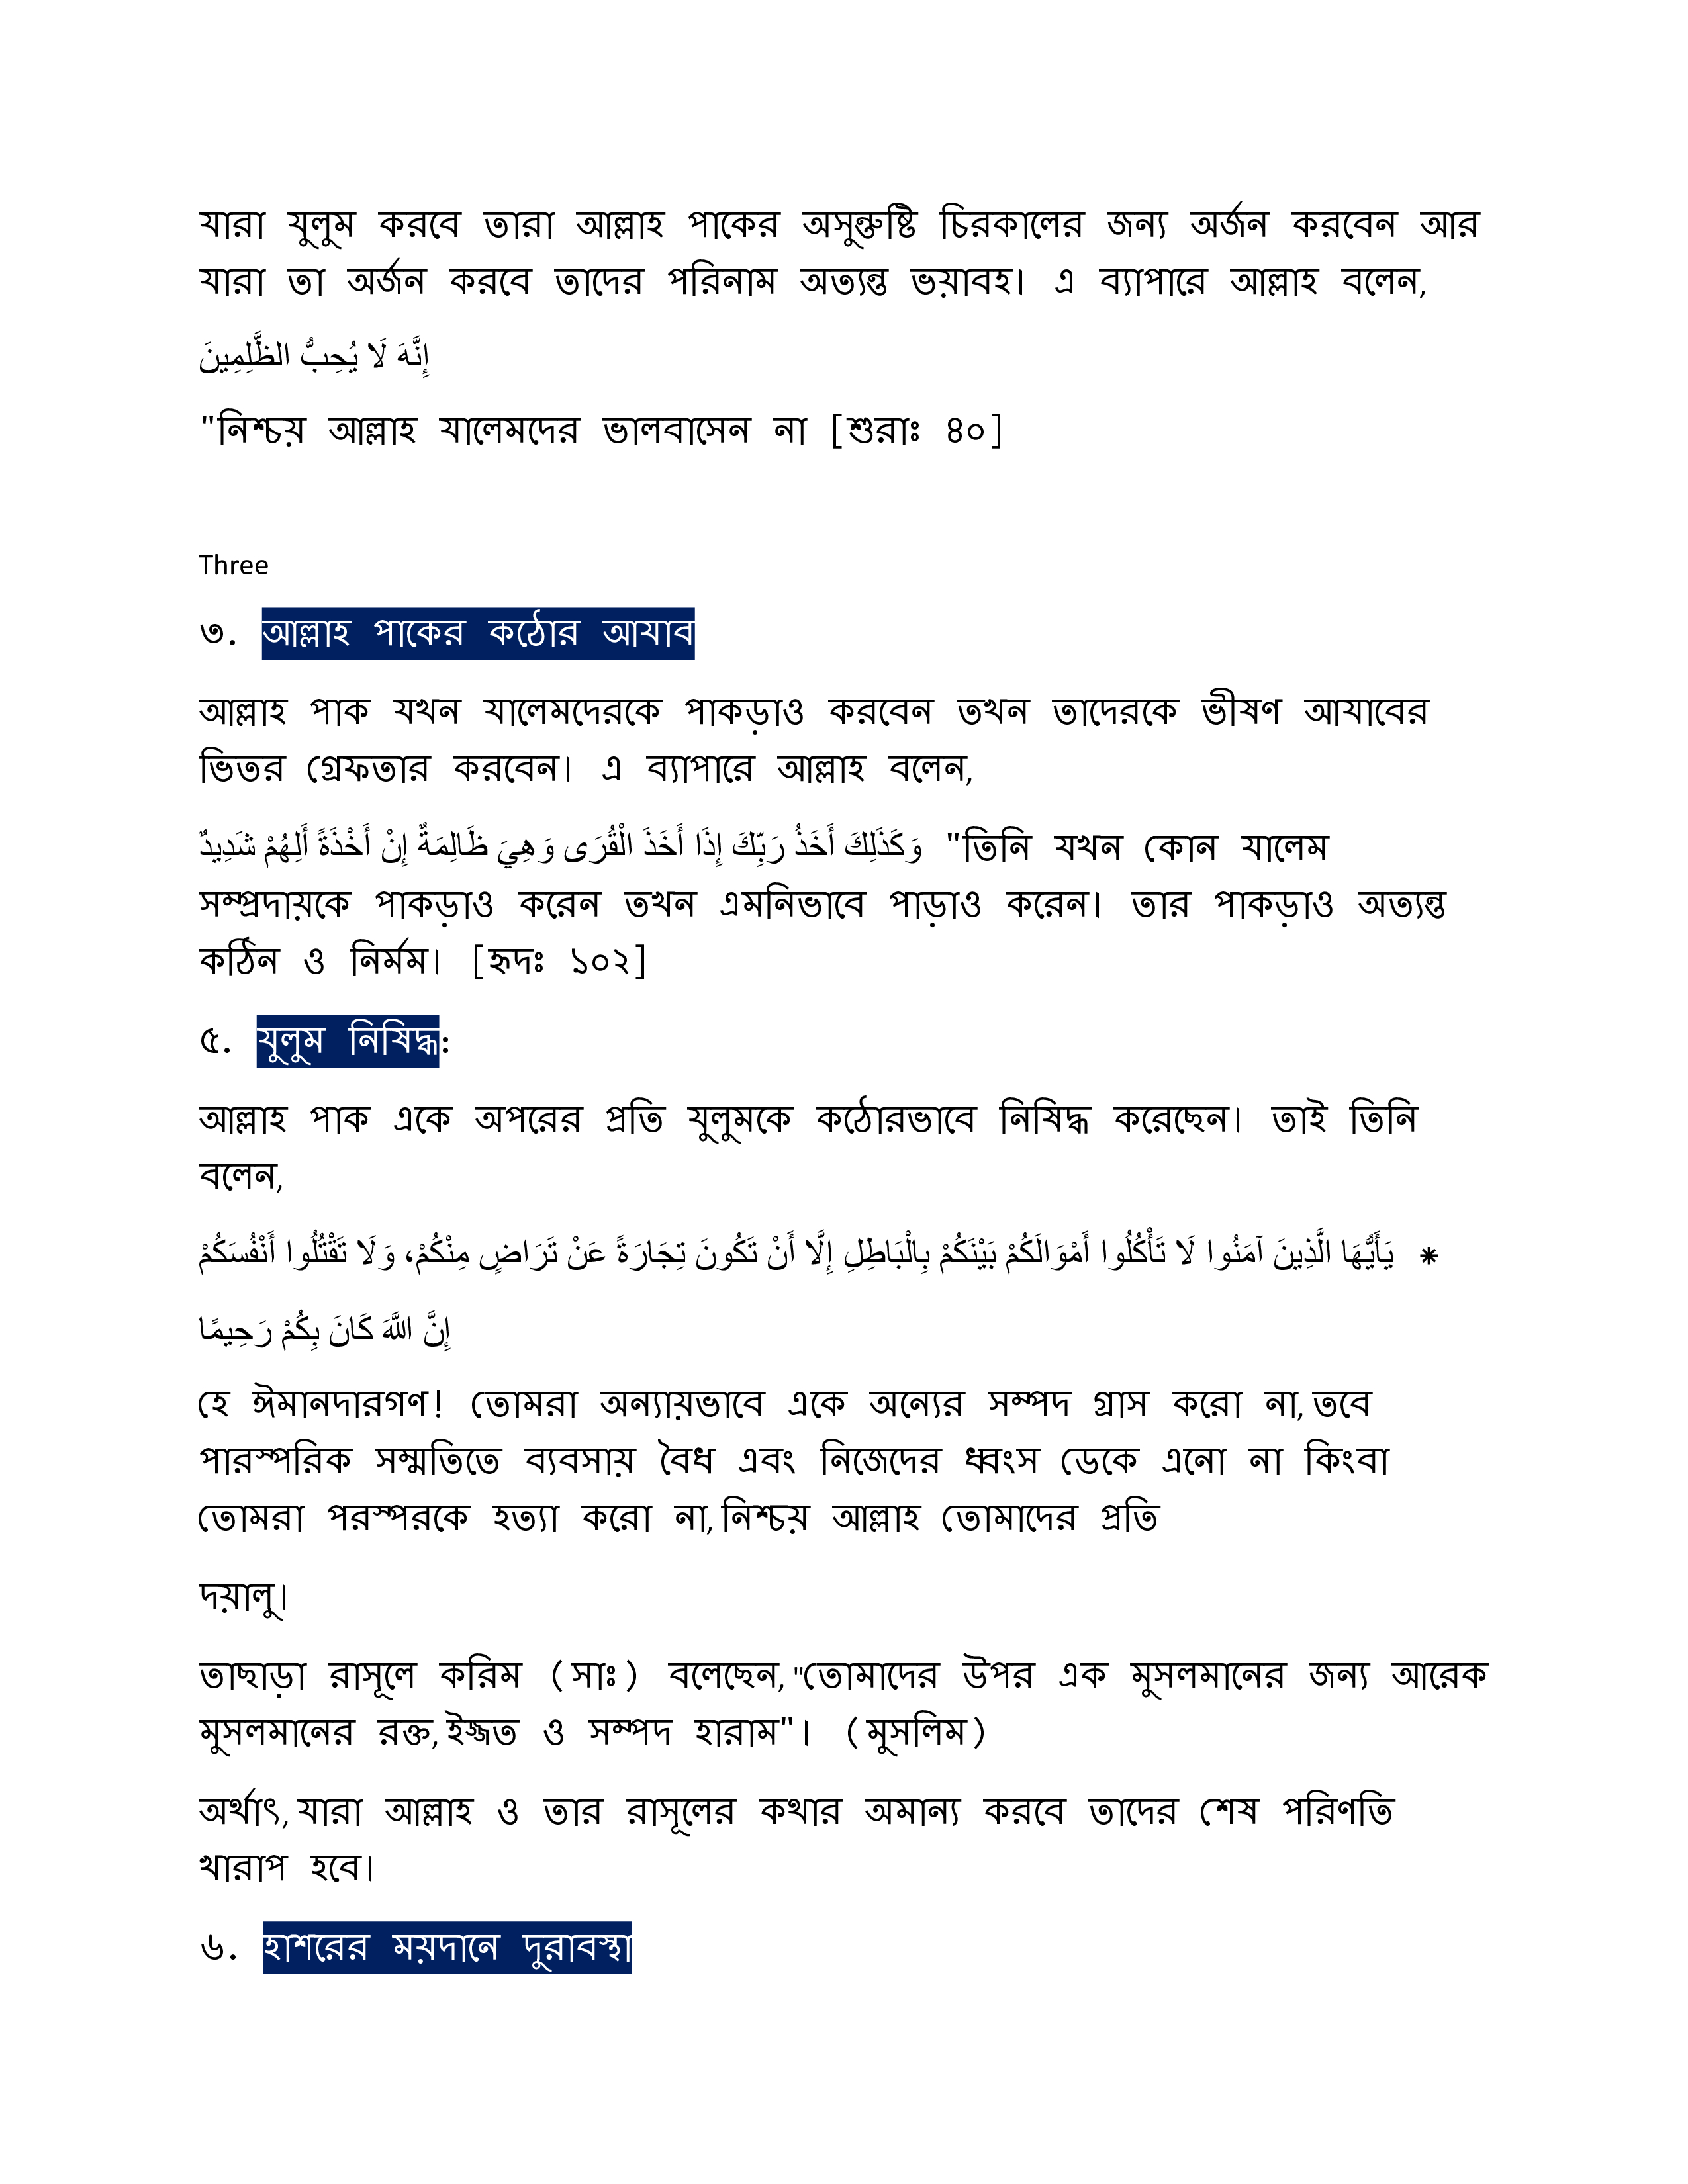 যারা যুলুম করবে তারা আল্লাহ পাকের অসুন্তুষ্টি চিরকালের জন্য অর্জন করবেন আর
যারা তা অর্জন করবে তাদের পরিনাম অত্যন্ত ভয়াবহ। এ ব্যাপারে আল্লাহ বলেন,
إِنَّهَ لَا يُحِبُّ الظَّلِمِينَ
"নিশ্চয় আল্লাহ যালেমদের ভালবাসেন না [শুরাঃ ৪০]
Three
৩. আল্লাহ পাকের কঠোর আযাব
আল্লাহ পাক যখন যালেমদেরকে পাকড়াও করবেন তখন তাদেরকে ভীষণ আযাবের
ভিতর গ্রেফতার করবেন। এ ব্যাপারে আল্লাহ বলেন,
وَكَذَلِكَ أَخَذُ رَبِّكَ إِذَا أَخَذَ الْقُرَى وَهِيَ ظَالِمَةٌ إِنْ أَخْذَةً أَلِهُمْ شَدِيدٌ "তিনি যখন কোন যালেম
সম্প্রদায়কে পাকড়াও করেন তখন এমনিভাবে পাড়াও করেন। তার পাকড়াও অত্যন্ত
কঠিন ও নির্মম। [হৃদঃ ১০২]
৫. যুলুম নিষিদ্ধ:
আল্লাহ পাক একে অপরের প্রতি যুলুমকে কঠোরভাবে নিষিদ্ধ করেছেন। তাই তিনি
বলেন,
* يَأَيُّهَا الَّذِينَ آمَنُوا لَا تَأْكُلُوا أَمْوَالَكُمْ بَيْنَكُمْ بِالْبَاطِلِ إِلَّا أَنْ تَكُونَ تِجَارَةً عَنْ تَرَاضٍ مِنْكُمْ، وَلَا تَقْتُلُوا أَنْفُسَكُمْ
إِنَّ اللَّهَ كَانَ بِكُمْ رَحِيمًا
হে ঈমানদারগণ! তোমরা অন্যায়ভাবে একে অন্যের সম্পদ গ্রাস করো না, তবে
পারস্পরিক সম্মতিতে ব্যবসায় বৈধ এবং নিজেদের ধ্বংস ডেকে এনো না কিংবা
তোমরা পরস্পরকে হত্যা করো না, নিশ্চয় আল্লাহ তোমাদের প্রতি
দয়ালু।
তাছাড়া রাসূলে করিম (সাঃ) বলেছেন, "তোমাদের উপর এক মুসলমানের জন্য আরেক
মুসলমানের রক্ত, ইজ্জত ও সম্পদ হারাম"। (মুসলিম)
অর্থাৎ, যারা আল্লাহ ও তার রাসূলের কথার অমান্য করবে তাদের শেষ পরিণতি
খারাপ হবে।
৬. হাশরের ময়দানে দুরাবস্থা